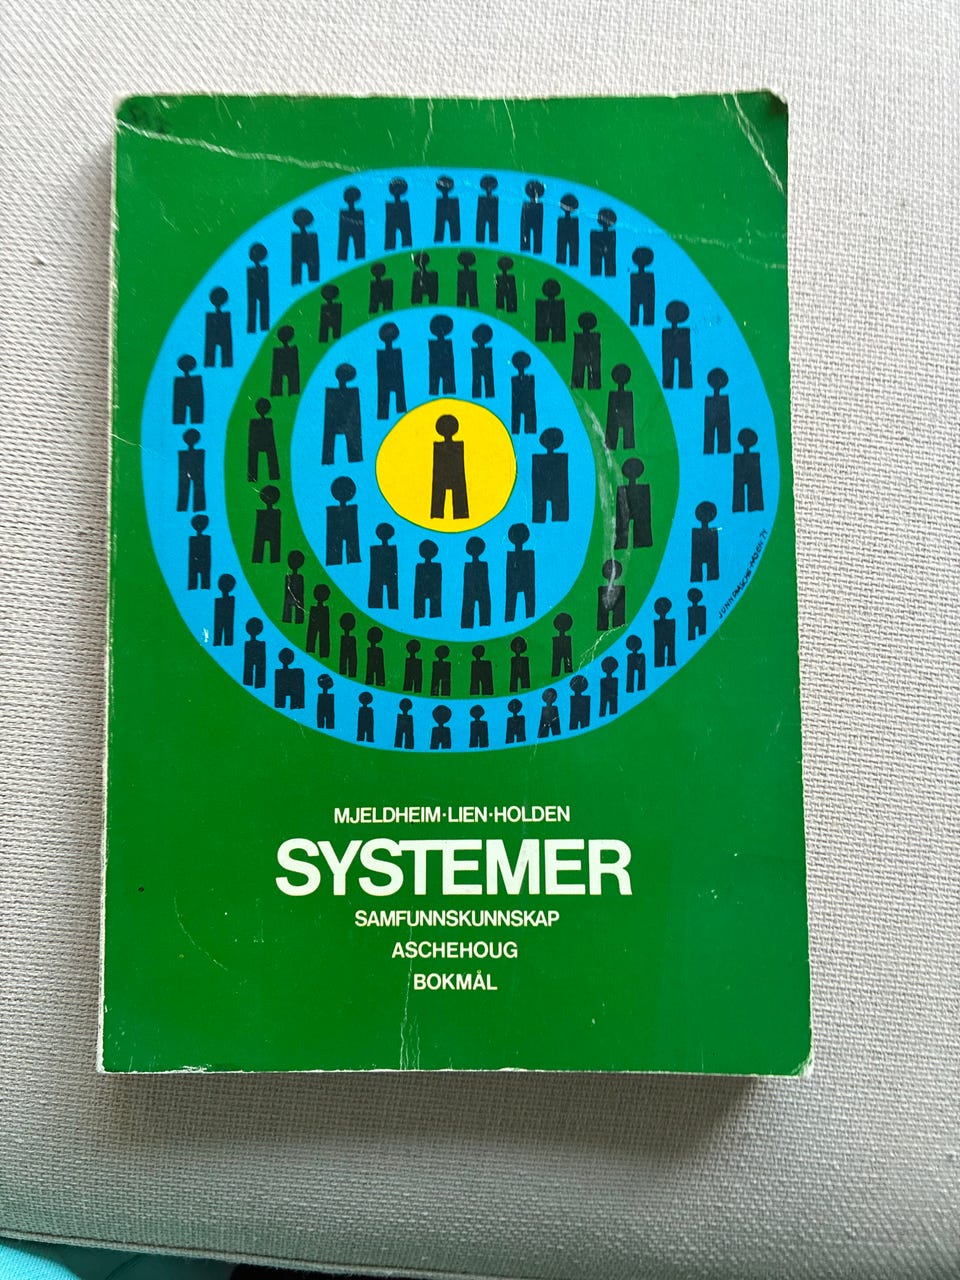 MJELDHEIM·LIEN·HOLDEN
SYSTEMER
SAMFUNNSKUNNSKAP
ASCHEHOUG
BOKMÅL